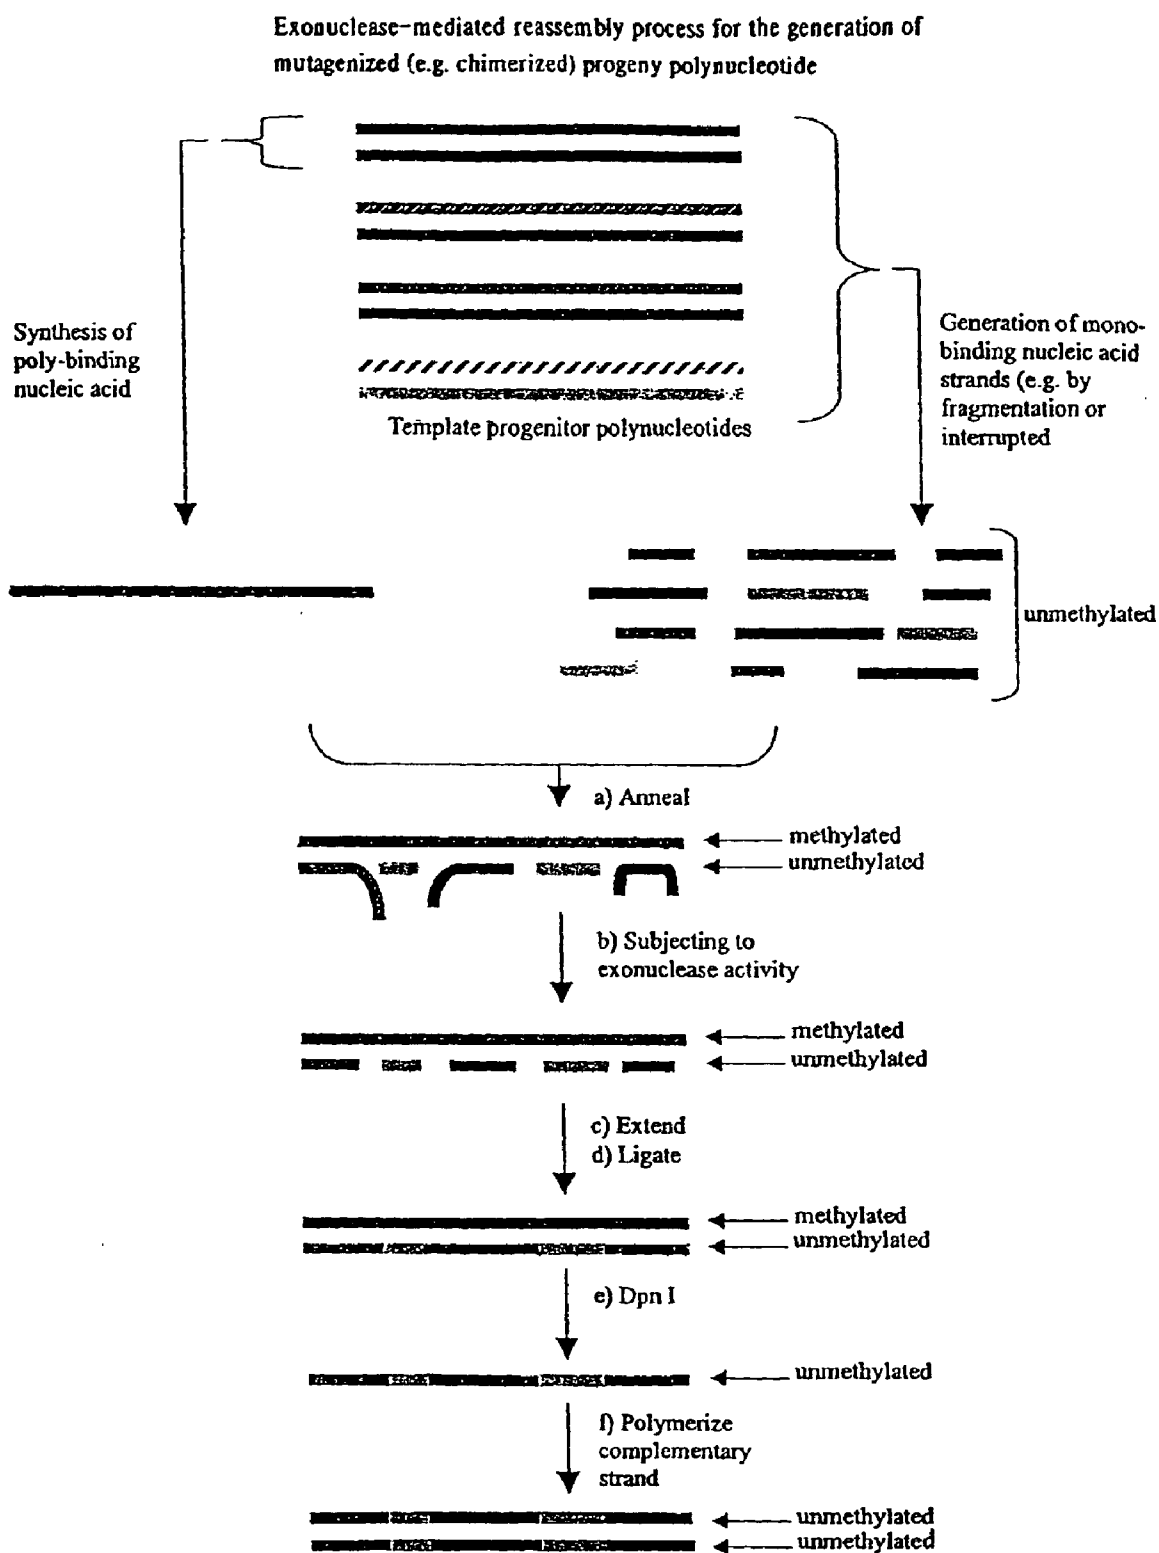 Exonuclease-mediated reassembly process for the generation of
mutagenized (e.g. chimerized) progeny polynucleotide
Synthesis of
poly-binding
nucleic acid
Template progenitor polynucleotides
Generation of mono-
binding nucleic acid
strands (e.g. by
fragmentation or
interrupted
unmethylated
a) Anneal
methylated
unmethylated
b) Subjecting to
exonuclease activity
methylated
unmethylated
c) Extend
d) Ligate
methylated
unmethylated
e) Dpn I
unmethylated
f) Polymerize
complementary
strand
unmethylated
unmethylated